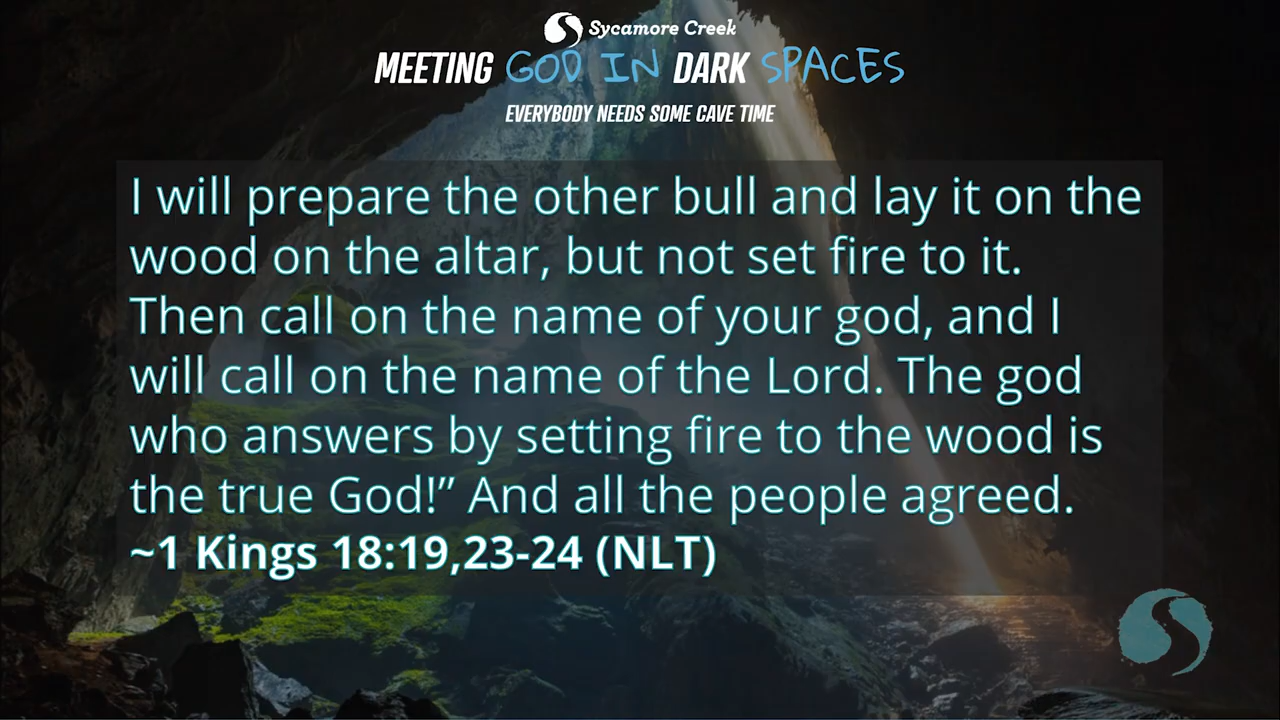 Sycamore Creek
MEETING GOD IN DARK SPACES
EVERYBODY NEEDS SOME CAVE TIME
I will prepare the other bull and lay it on the
wood on the altar, but not set fire to it.
Then call on the name of your god, and I
will call on the name of the Lord. The god
who answers by setting fire to the wood is
the true God!” And all the people agreed.
~1 Kings 18:19,23-24 (NLT)